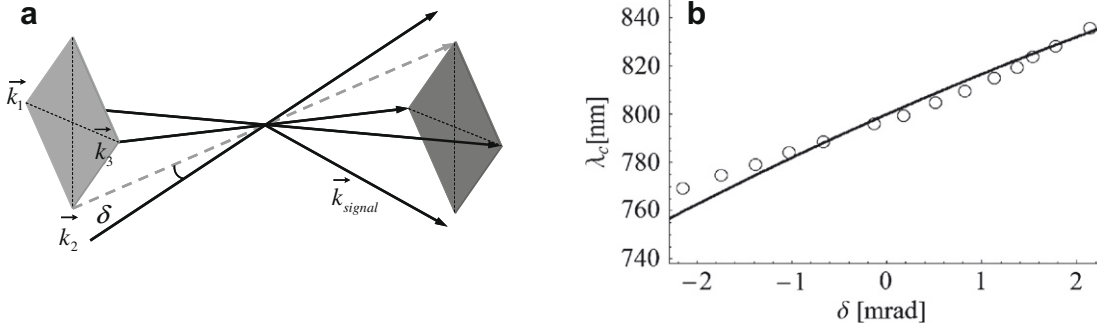 a
k₁
k₃
k₂
δ
k_signal
b
λc [nm]
840
820
800
780
760
740
−2
−1
0
1
2
δ [mrad]